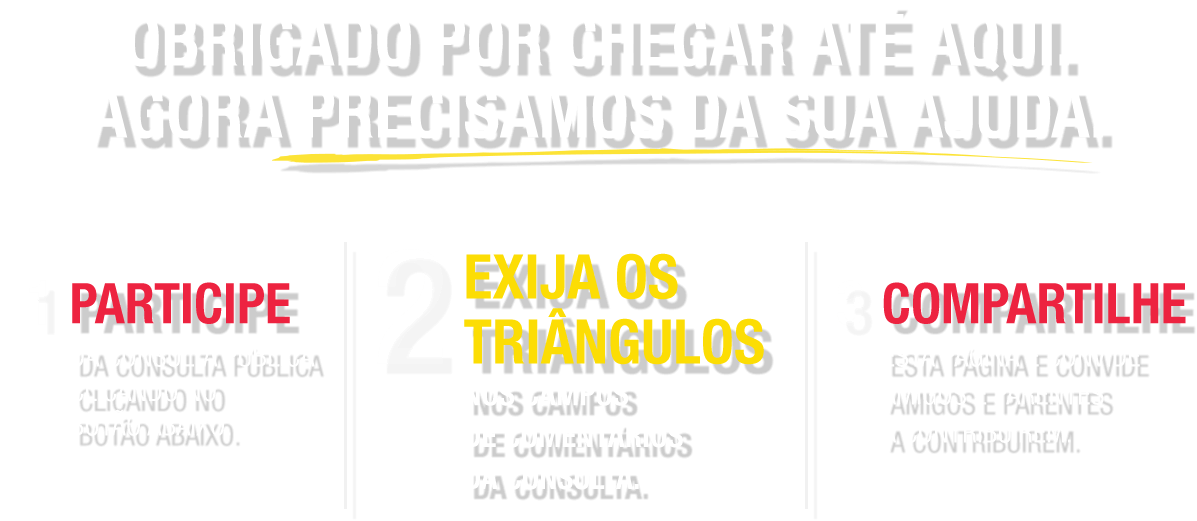 OBRIGADO POR CHEGAR ATÉ AQUI.
AGORA PRECISAMOS DA SUA AJUDA.
1 PARTICIPE
DA CONSULTA PÚBLICA
CLICANDO NO
BOTÃO ABAIXO.
2 EXIJA OS
TRIÂNGULOS
NOS CAMPOS
DE COMENTÁRIOS
DA CONSULTA.
3 COMPARTILHE
ESTA PÁGINA E CONVIDE
AMIGOS E PARENTES
A CONTRIBUÍREM.